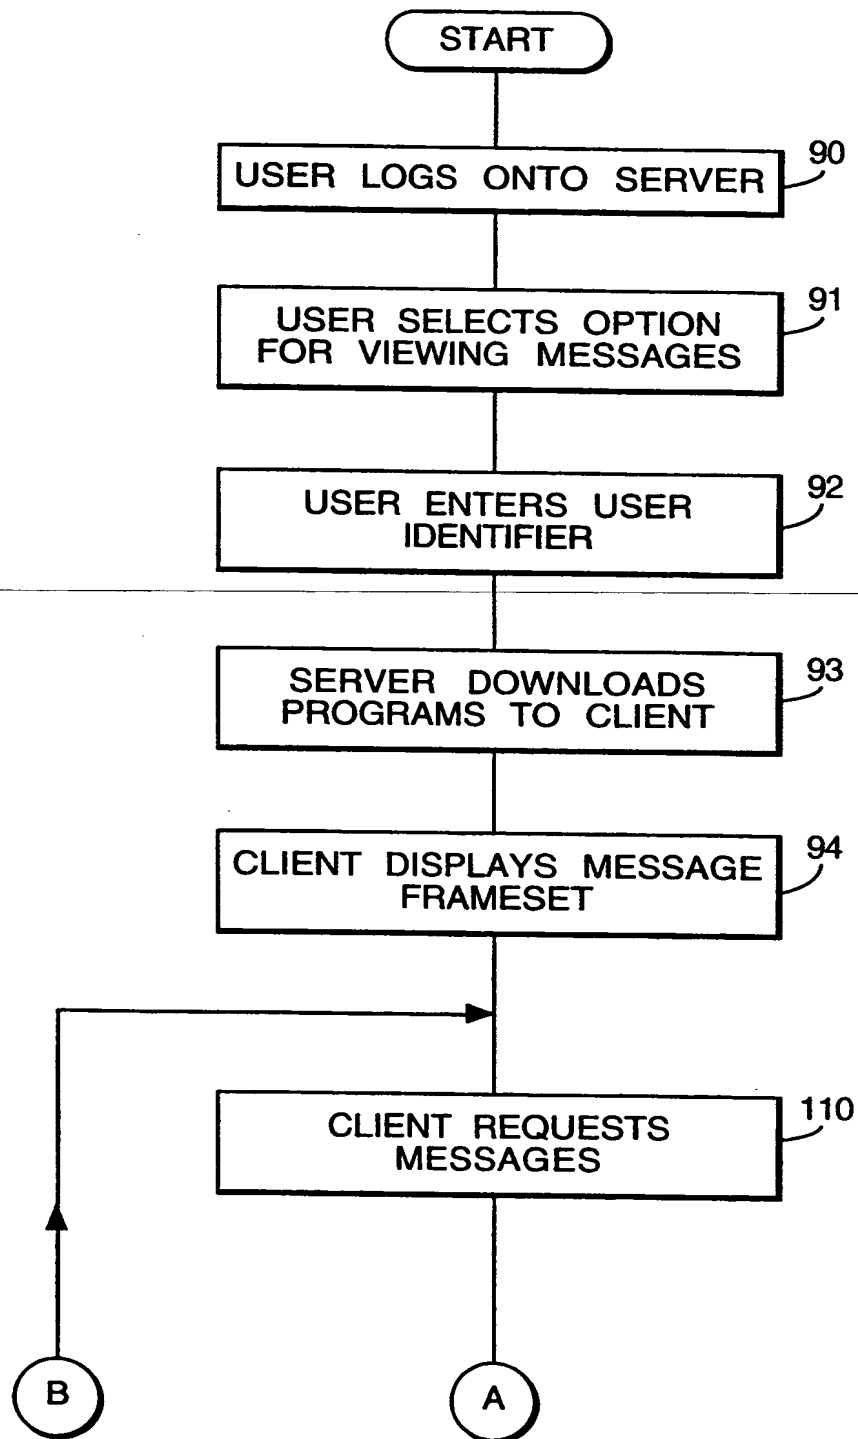 START
90
USER LOGS ONTO SERVER
91
USER SELECTS OPTION
FOR VIEWING MESSAGES
92
USER ENTERS USER
IDENTIFIER
93
SERVER DOWNLOADS
PROGRAMS TO CLIENT
94
CLIENT DISPLAYS MESSAGE
FRAMESET
110
CLIENT REQUESTS
MESSAGES
B
A